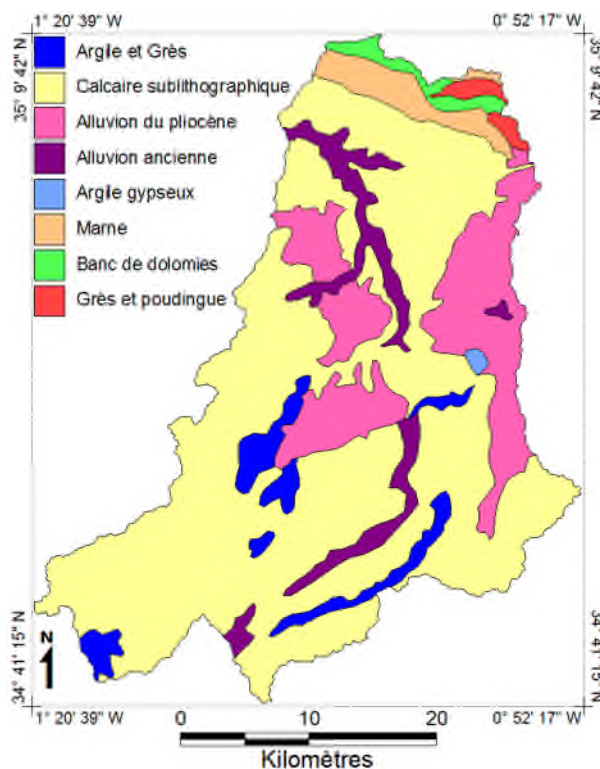 1° 20' 39" W
0° 52' 17" W
35° 9' 42" N
35° 9' 42" N
Argile et Grès
Calcaire sublithographique
Alluvion du pliocène
Alluvion ancienne
Argile gypseux
Marne
Banc de dolomies
Grès et poudingue
34° 41' 15" N
34° 41' 15" N
N
1° 20' 39" W
0° 52' 17" W
0 10 20
Kilomètres